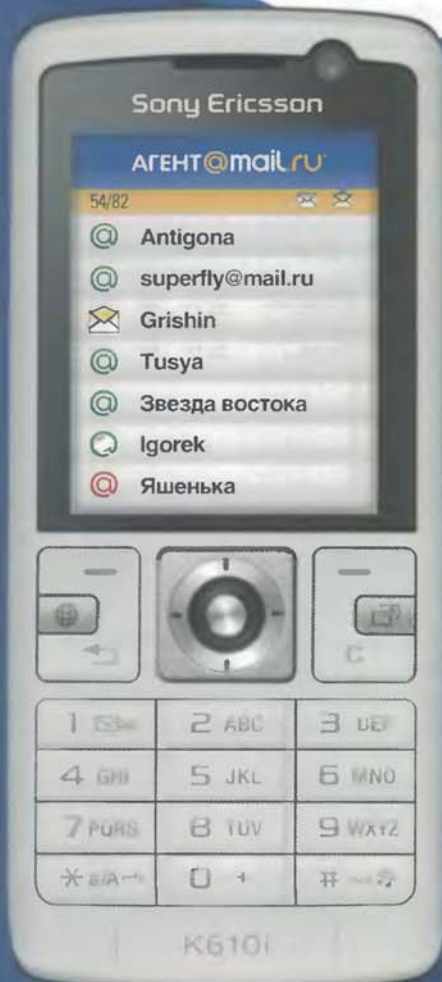 Sony Ericsson
АГЕНТ@mail.ru
54/82
Antigona
superfly@mail.ru
Grishin
Tusya
Звезда востока
Igorek
Яшенька
C
1
2 ABC
3 DEF
4 GHI
5 JKL
6 MNO
7 PQRS
8 TUV
9 WXYZ
* a/A
0 +
#
K610i